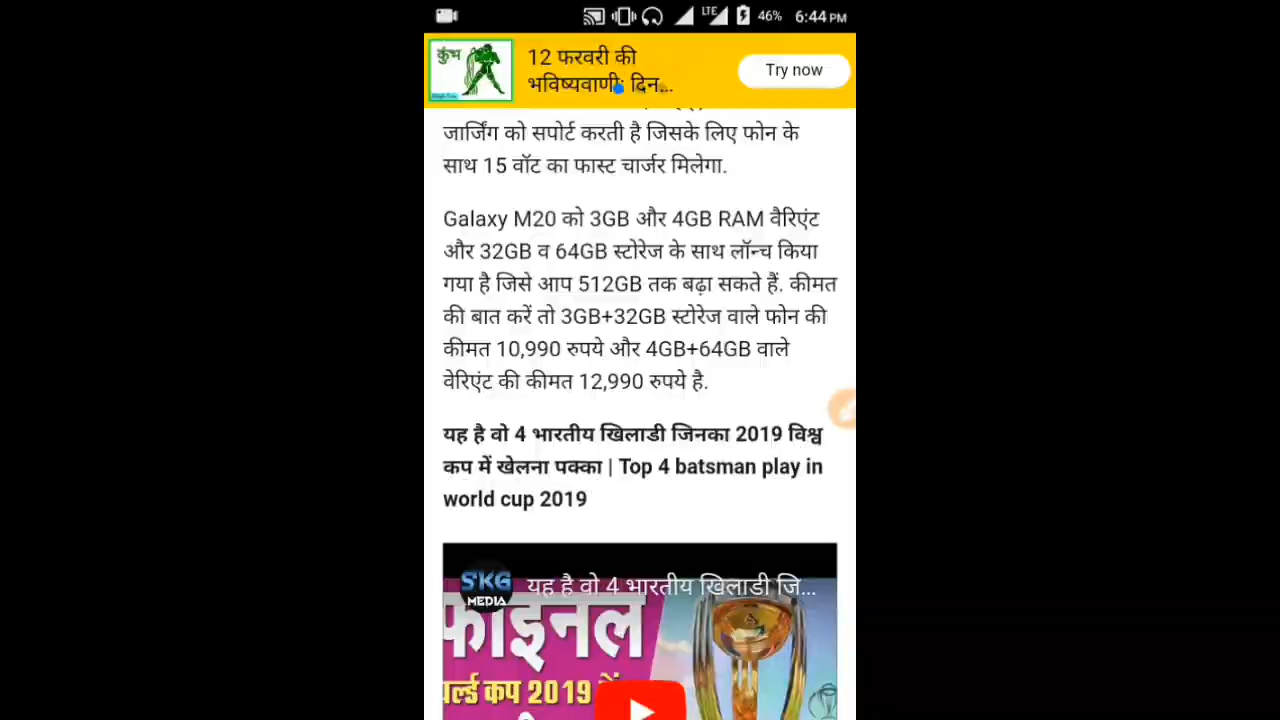 LTE 46% 6:44 PM
कुंभ
12 फरवरी की
भविष्यवाणी: दिन...
Try now
जार्जिंग को सपोर्ट करती है जिसके लिए फोन के
साथ 15 वॉट का फास्ट चार्जर मिलेगा.
Galaxy M20 को 3GB और 4GB RAM वैरिएंट
और 32GB व 64GB स्टोरेज के साथ लॉन्च किया
गया है जिसे आप 512GB तक बढ़ा सकते हैं. कीमत
की बात करें तो 3GB+32GB स्टोरेज वाले फोन की
कीमत 10,990 रुपये और 4GB+64GB वाले
वेरिएंट की कीमत 12,990 रुपये है.
यह है वो 4 भारतीय खिलाडी जिनका 2019 विश्व
कप में खेलना पक्का | Top 4 batsman play in
world cup 2019
SKG
MEDIA
यह है वो 4 भारतीय खिलाडी जि...
फाइनल
वर्ल्ड कप 2019 में